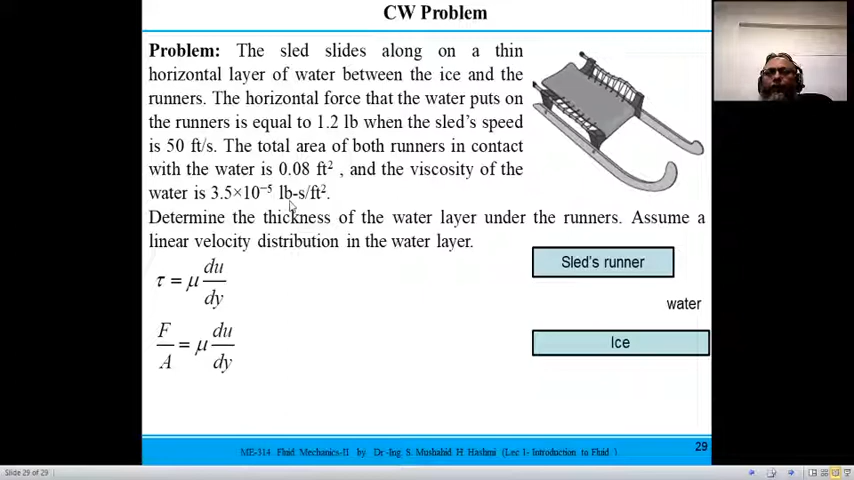 CW Problem
Problem: The sled slides along on a thin
horizontal layer of water between the ice and the
runners. The horizontal force that the water puts on
the runners is equal to 1.2 lb when the sled's speed
is 50 ft/s. The total area of both runners in contact
with the water is 0.08 ft² , and the viscosity of the
water is 3.5×10⁻⁵ lb-s/ft².
Determine the thickness of the water layer under the runners. Assume a
linear velocity distribution in the water layer.
τ = μ du/dy
F/A = μ du/dy
Sled's runner
water
Ice
ME-314 Fluid Mechanics-II by Dr-Ing. S. Mushahid H Hashmi (Lec 1- Introduction to Fluid )
29
Slide 29 of 29